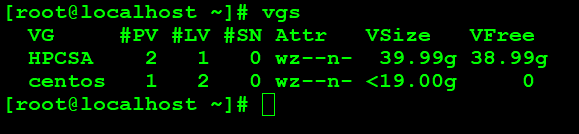 [root@localhost ~]# vgs
  VG     #PV #LV #SN Attr   VSize   VFree
  HPCSA    2   1   0 wz--n-  39.99g 38.99g
  centos   1   2   0 wz--n- <19.00g     0
[root@localhost ~]#